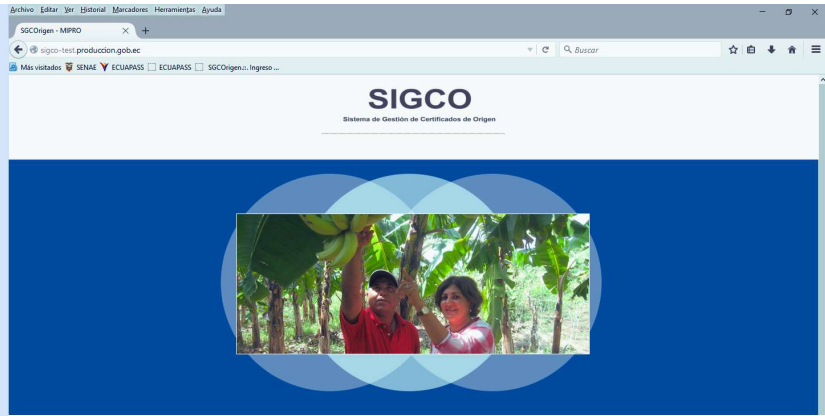 Archivo Editar Ver Historial Marcadores Herramientas Ayuda
SGCOrigen - MIPRO
sigco-test.produccion.gob.ec
Buscar
Más visitados SENAE ECUAPASS ECUAPASS SGCOrigen.:. Ingreso ...
SIGCO
Sistema de Gestión de Certificados de Origen